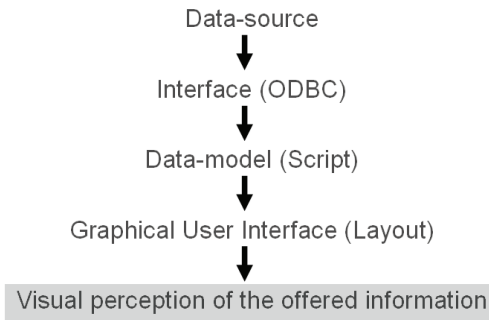 Data-source
Interface (ODBC)
Data-model (Script)
Graphical User Interface (Layout)
Visual perception of the offered information